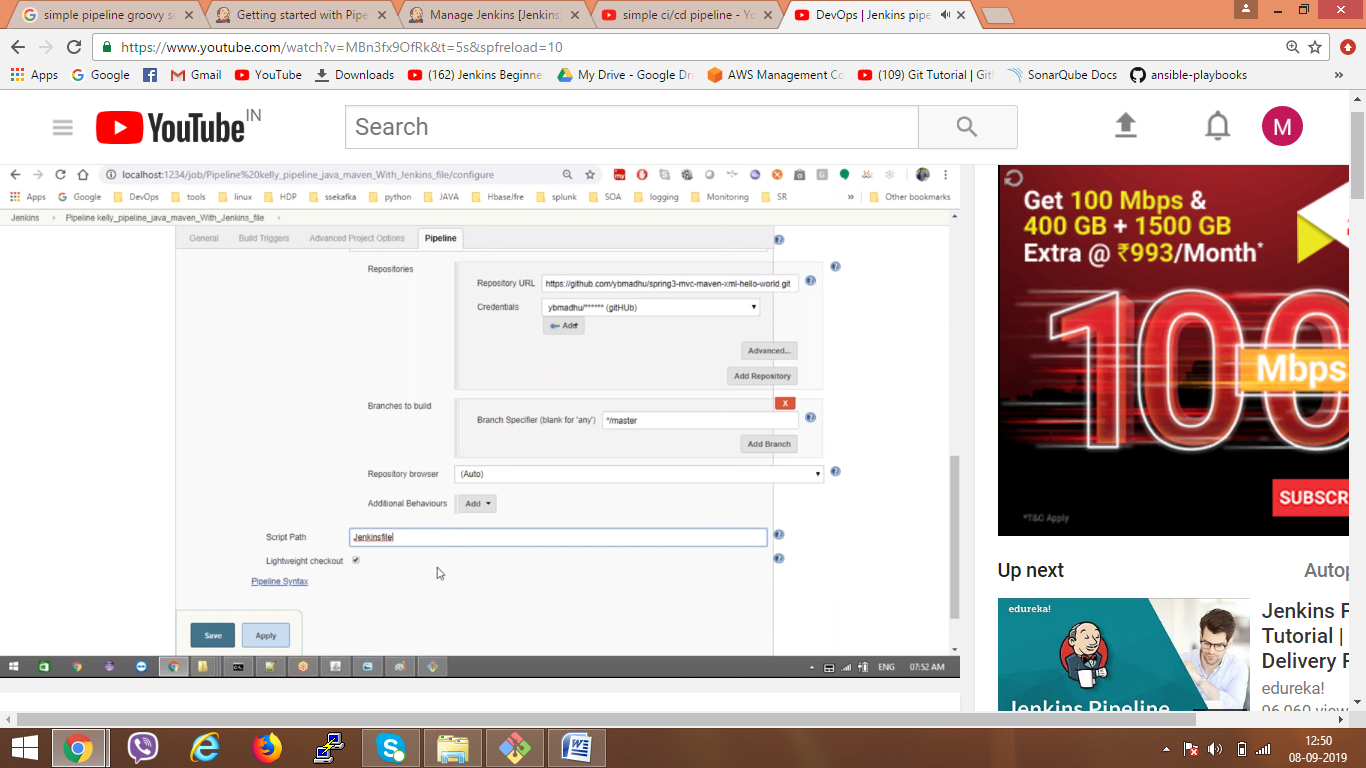 simple pipeline groovy s
Getting started with Pipe
Manage Jenkins [Jenkins]
simple ci/cd pipeline - Yo
DevOps | Jenkins pipe
https://www.youtube.com/watch?v=MBn3fx9OfRk&t=5s&spfreload=10
Apps Google Gmail YouTube Downloads (162) Jenkins Beginne My Drive - Google Dri AWS Management Co (109) Git Tutorial | Git SonarQube Docs ansible-playbooks »
YouTube IN
Search
M
localhost:1234/job/Pipeline%20kelly_pipeline_java_maven_With_Jenkins_file/configure
Apps Google DevOps tools linux HDP ssekafka python JAVA Hbase/fre splunk SOA logging Monitoring SR » Other bookmarks
Jenkins Pipeline kelly_pipeline_java_maven_With_Jenkins_file
General Build Triggers Advanced Project Options Pipeline
Repositories
Repository URL https://github.com/ybmadhu/spring3-mvc-maven-xml-hello-world.git
Credentials ybmadhu/****** (gitHUb)
Add
Advanced...
Add Repository
Branches to build
X
Branch Specifier (blank for 'any') */master
Add Branch
Repository browser (Auto)
Additional Behaviours Add
Script Path Jenkinsfile
Lightweight checkout
Pipeline Syntax
Save Apply
ENG 07:52 AM
Get 100 Mbps &
400 GB + 1500 GB
Extra @ ₹993/Month*
100
Mbps
SUBSCR
*T&C Apply
Up next Autop
edureka!
Jenkins Pipeline
Jenkins P
Tutorial |
Delivery P
edureka!
96,060 view
12:50
08-09-2019